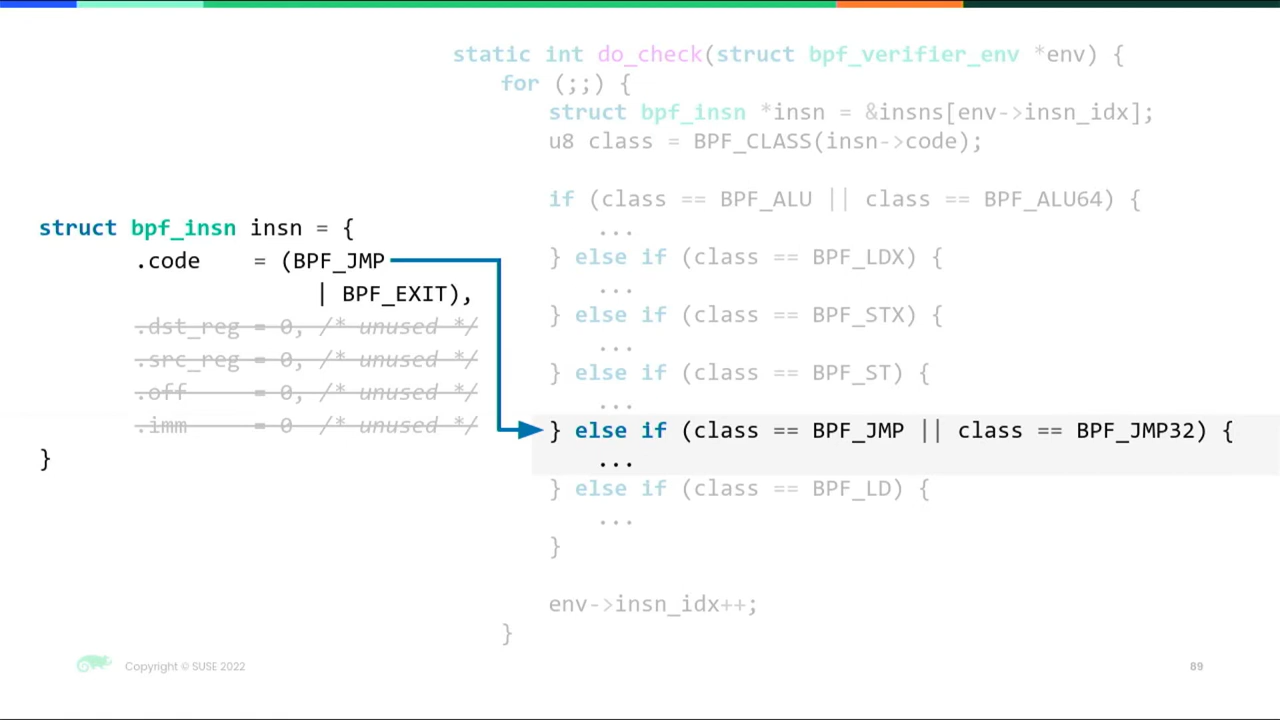 static int do_check(struct bpf_verifier_env *env) {
for (;;) {
struct bpf_insn *insn = &insns[env->insn_idx];
u8 class = BPF_CLASS(insn->code);
if (class == BPF_ALU || class == BPF_ALU64) {
...
} else if (class == BPF_LDX) {
...
} else if (class == BPF_STX) {
...
} else if (class == BPF_ST) {
...
} else if (class == BPF_JMP || class == BPF_JMP32) {
...
} else if (class == BPF_LD) {
...
}
env->insn_idx++;
}
struct bpf_insn insn = {
.code = (BPF_JMP
| BPF_EXIT),
.dst_reg = 0, /* unused */
.src_reg = 0, /* unused */
.off = 0, /* unused */
.imm = 0 /* unused */
}
Copyright © SUSE 2022
89